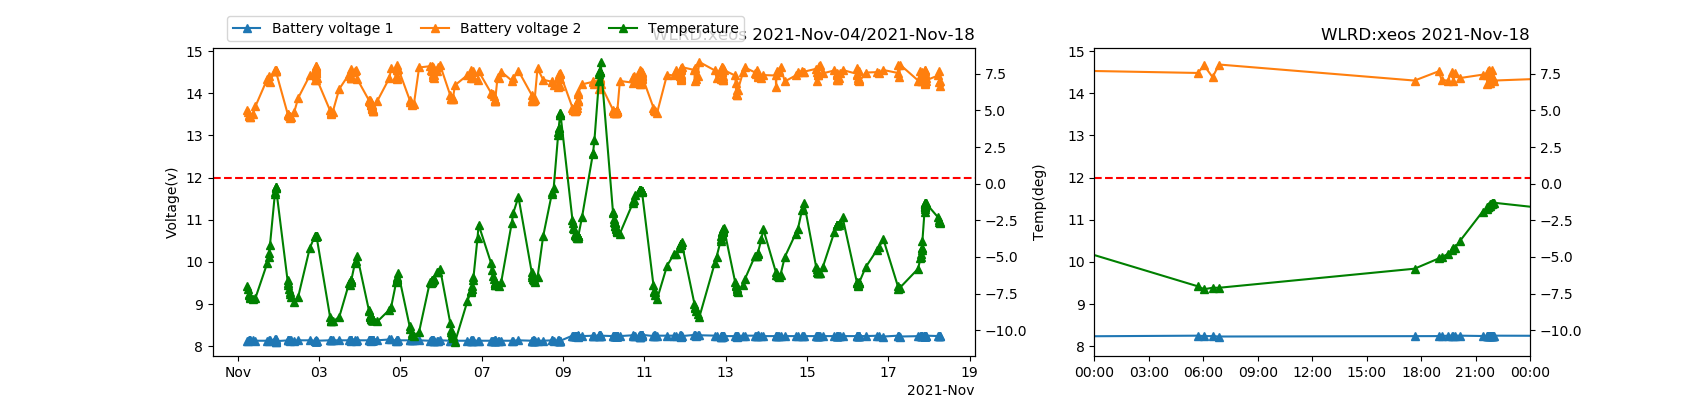 Battery voltage 1 Battery voltage 2 Temperature
WLRD:xeos 2021-Nov-04/2021-Nov-18
WLRD:xeos 2021-Nov-18
15 7.5 15 7.5
14 5.0 14 5.0
13 2.5 13 2.5
12 0.0 12 0.0
11 −2.5 11 −2.5
10 −5.0 10 −5.0
9 −7.5 9 −7.5
8 −10.0 8 −10.0
Voltage(v)
Temp(deg)
Nov 03 05 07 09 11 13 15 17 19
2021-Nov
00:00 03:00 06:00 09:00 12:00 15:00 18:00 21:00 00:00